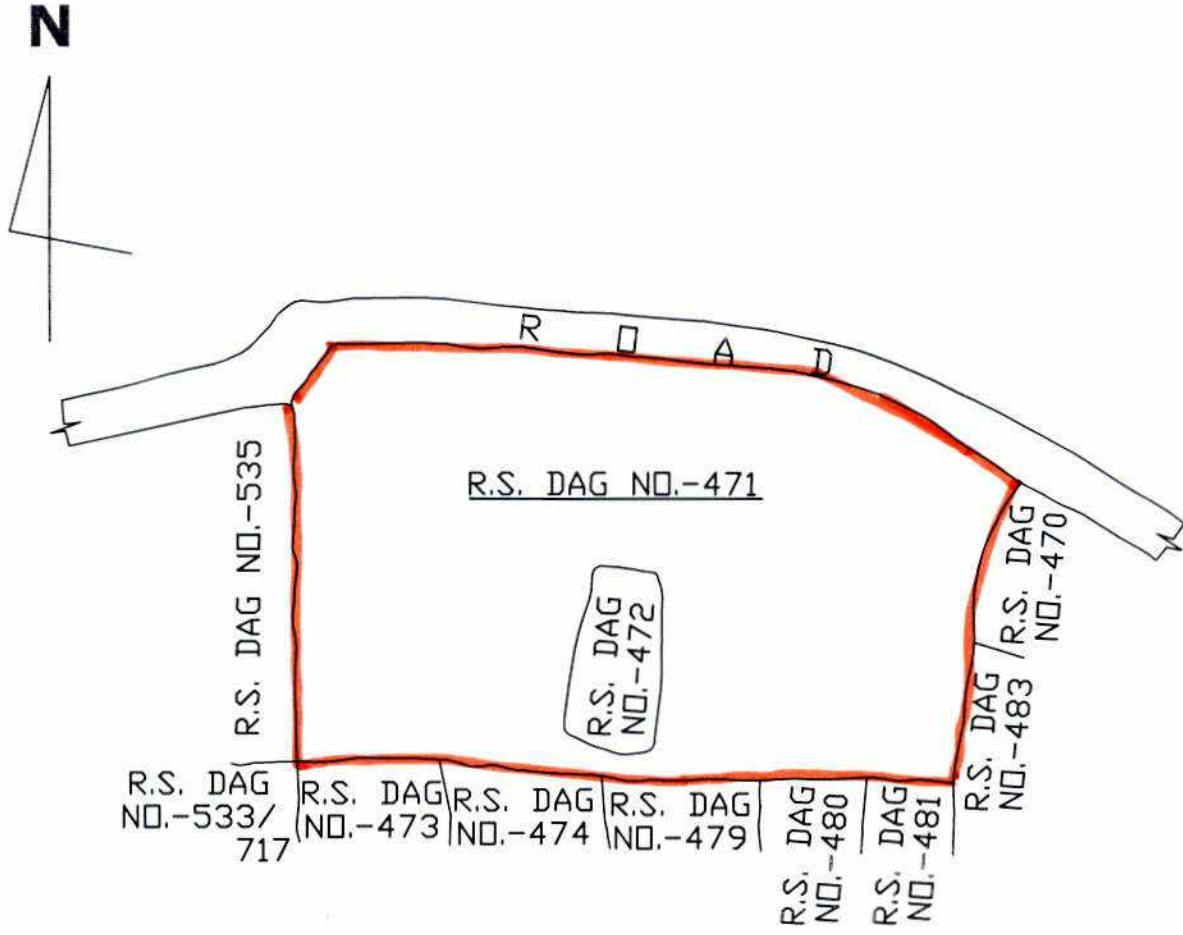 N
R O A D
R.S. DAG NO.-535
R.S. DAG NO.-471
R.S. DAG
NO.-470
R.S. DAG
NO.-472
R.S. DAG
NO.-483
R.S. DAG
NO.-533/
717
R.S. DAG
NO.-473
R.S. DAG
NO.-474
R.S. DAG
NO.-479
R.S. DAG
NO.-480
R.S. DAG
NO.-481